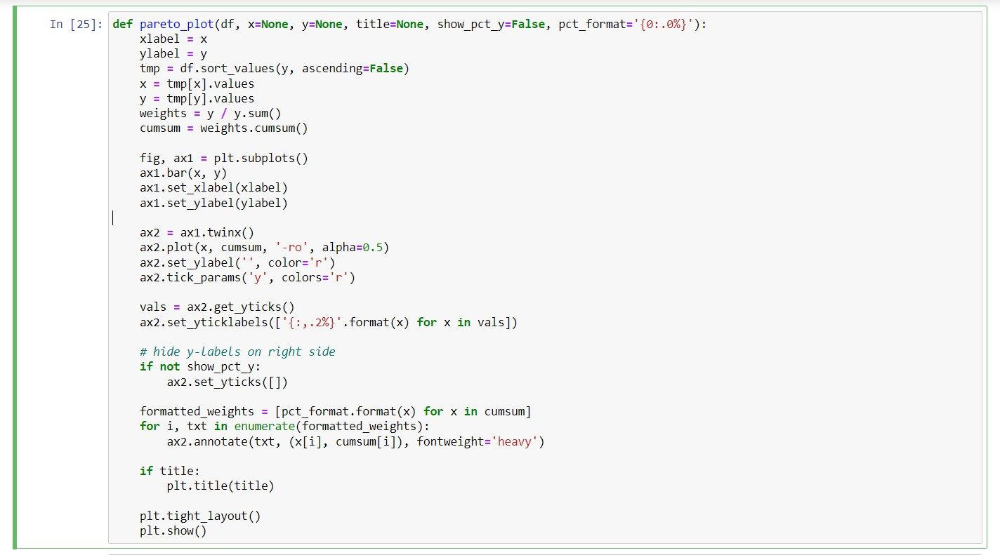 In [25]: def pareto_plot(df, x=None, y=None, title=None, show_pct_y=False, pct_format='{0:.0%}'):
    xlabel = x
    ylabel = y
    tmp = df.sort_values(y, ascending=False)
    x = tmp[x].values
    y = tmp[y].values
    weights = y / y.sum()
    cumsum = weights.cumsum()

    fig, ax1 = plt.subplots()
    ax1.bar(x, y)
    ax1.set_xlabel(xlabel)
    ax1.set_ylabel(ylabel)

    ax2 = ax1.twinx()
    ax2.plot(x, cumsum, '-ro', alpha=0.5)
    ax2.set_ylabel('', color='r')
    ax2.tick_params('y', colors='r')

    vals = ax2.get_yticks()
    ax2.set_yticklabels(['{:,.2%}'.format(x) for x in vals])

    # hide y-labels on right side
    if not show_pct_y:
        ax2.set_yticks([])

    formatted_weights = [pct_format.format(x) for x in cumsum]
    for i, txt in enumerate(formatted_weights):
        ax2.annotate(txt, (x[i], cumsum[i]), fontweight='heavy')

    if title:
        plt.title(title)

    plt.tight_layout()
    plt.show()